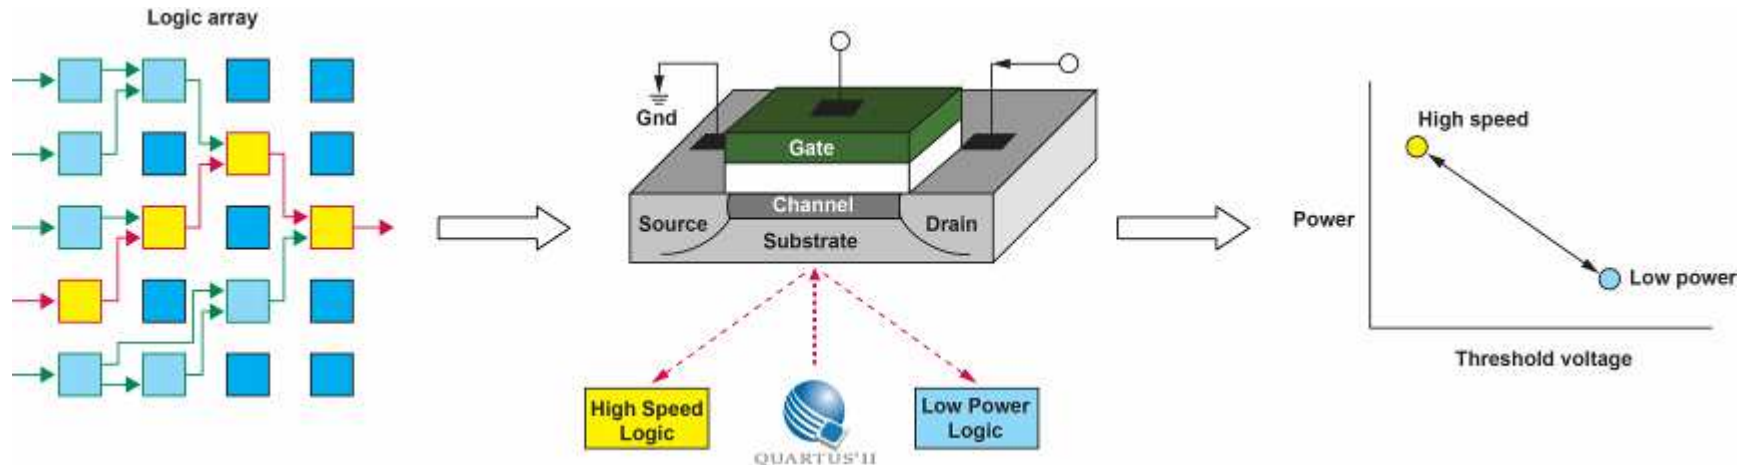 Logic array
Gnd
Gate
Channel
Source
Drain
Substrate
High Speed
Logic
QUARTUS'II
Low Power
Logic
High speed
Power
Low power
Threshold voltage